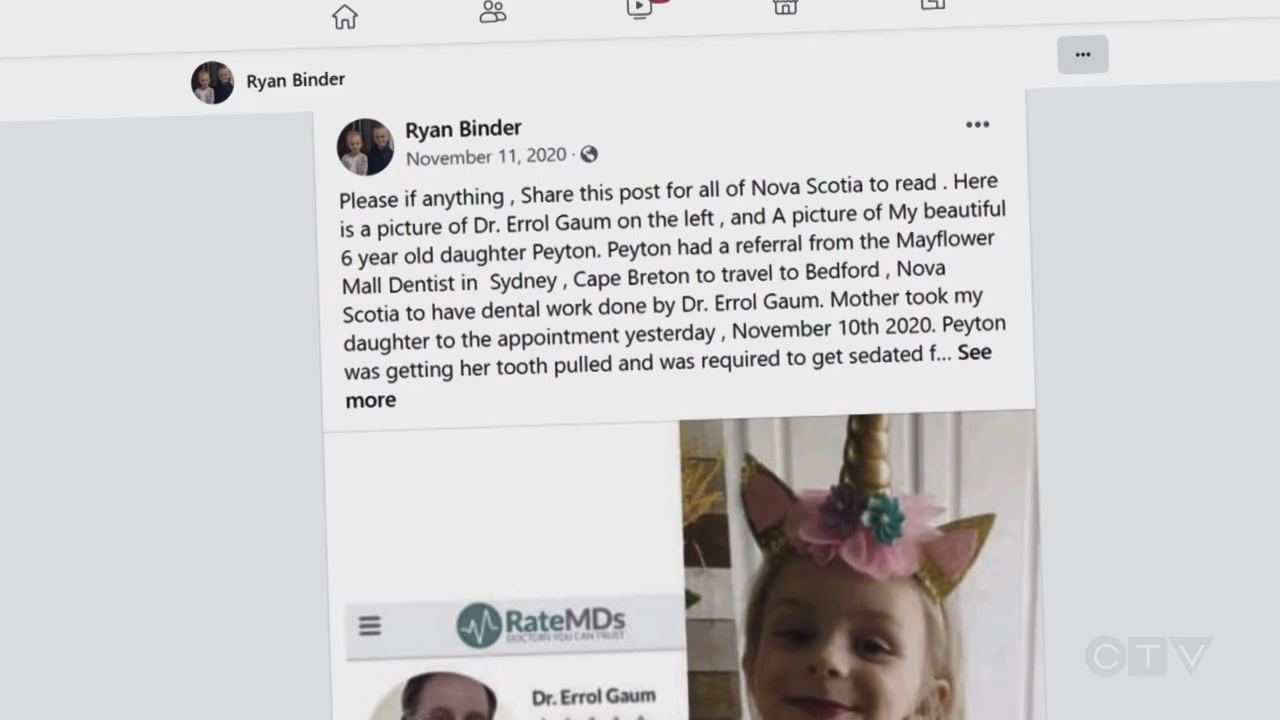 Ryan Binder
Ryan Binder
November 11, 2020 ·
Please if anything , Share this post for all of Nova Scotia to read . Here
is a picture of Dr. Errol Gaum on the left , and A picture of My beautiful
6 year old daughter Peyton. Peyton had a referral from the Mayflower
Mall Dentist in Sydney , Cape Breton to travel to Bedford , Nova
Scotia to have dental work done by Dr. Errol Gaum. Mother took my
daughter to the appointment yesterday , November 10th 2020. Peyton
was getting her tooth pulled and was required to get sedated f... See
more
RateMDs
DOCTORS YOU CAN TRUST
Dr. Errol Gaum
CTV